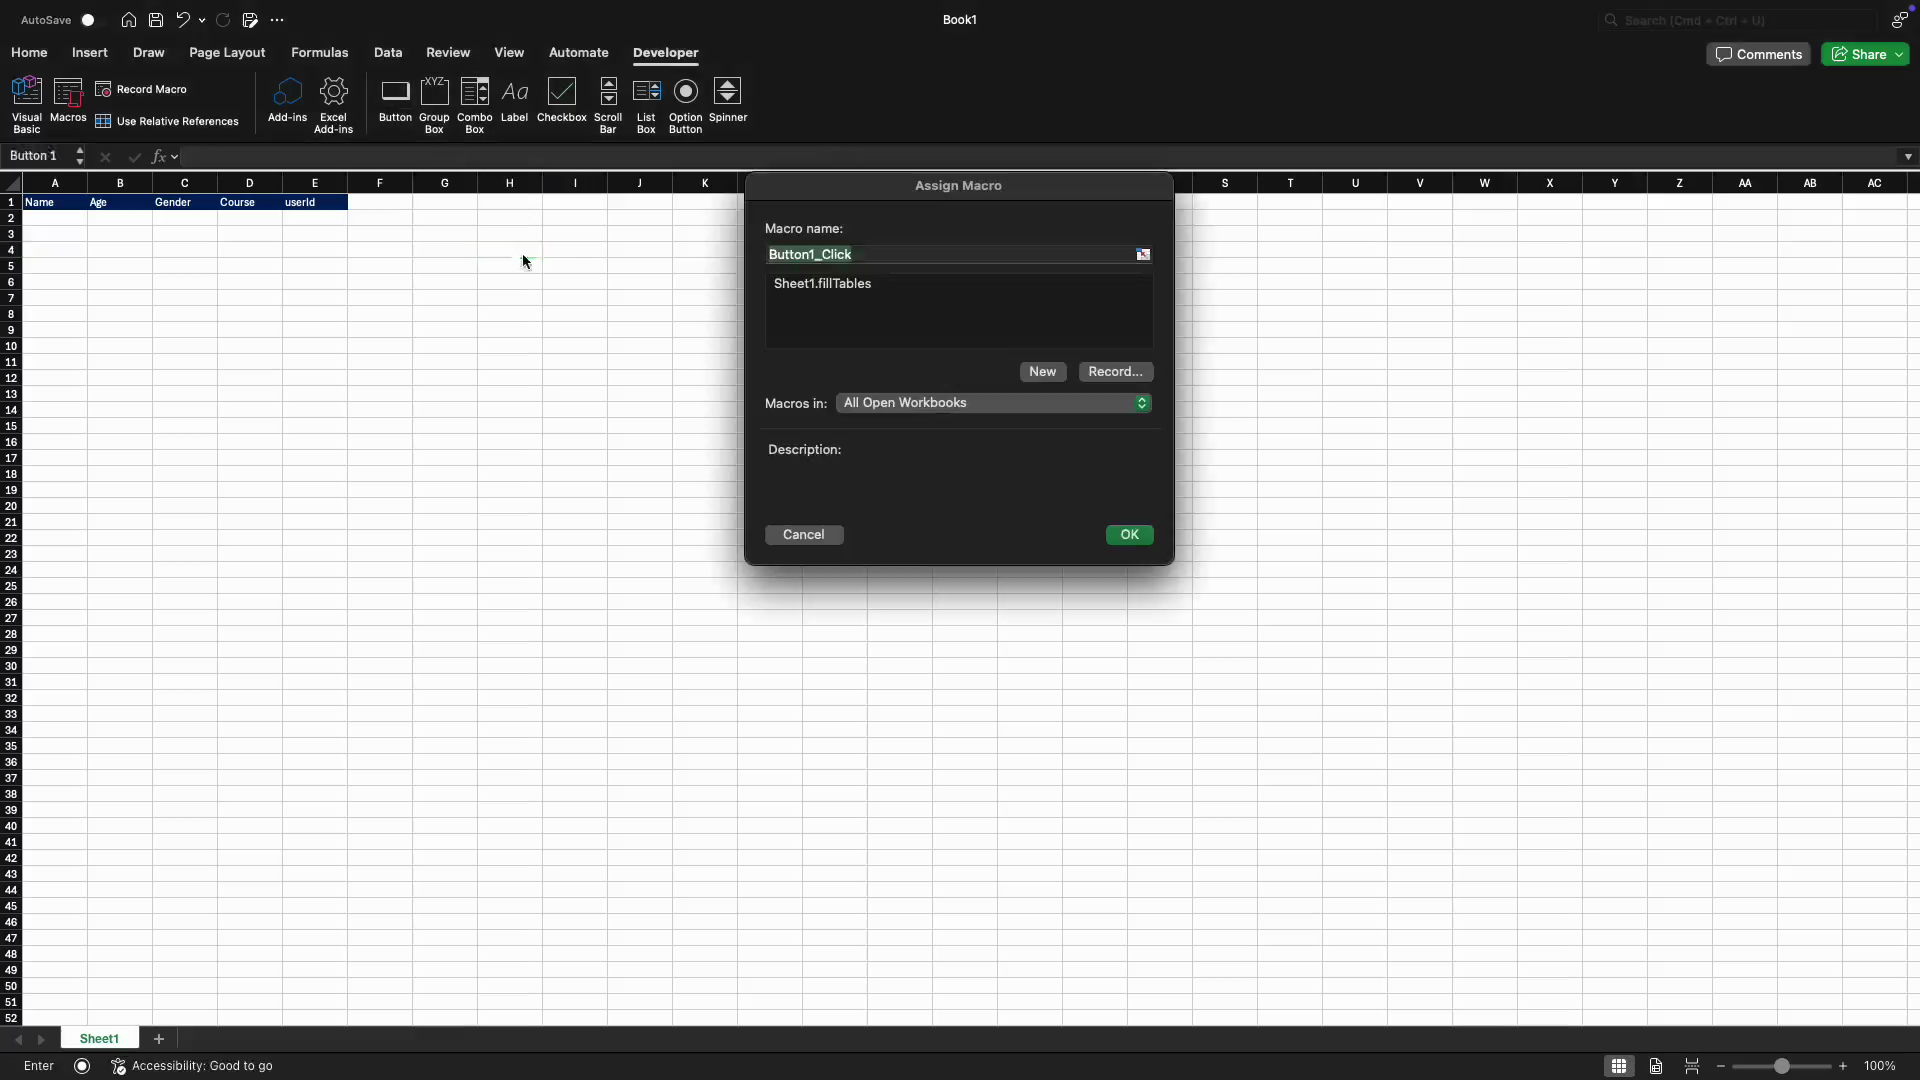 AutoSave
Book1
Search (Cmd + Ctrl + U)
Home Insert Draw Page Layout Formulas Data Review View Automate Developer
Comments Share
Visual Basic
Macros
Record Macro
Use Relative References
Add-ins
Excel Add-ins
Button
Group Box
Combo Box
Label
Checkbox
Scroll Bar
List Box
Option Button
Spinner
XYZ
Aa
Button 1 fx
A B C D E F G H I J K S T U V W X Y Z AA AB AC
1 Name Age Gender Course userId
2
3
4
5
6
7
8
9
10
11
12
13
14
15
16
17
18
19
20
21
22
23
24
25
26
27
28
29
30
31
32
33
34
35
36
37
38
39
40
41
42
43
44
45
46
47
48
49
50
51
52
Assign Macro
Macro name:
Button1_Click
Sheet1.fillTables
New Record...
Macros in: All Open Workbooks
Description:
Cancel OK
Sheet1
Enter Accessibility: Good to go
100%